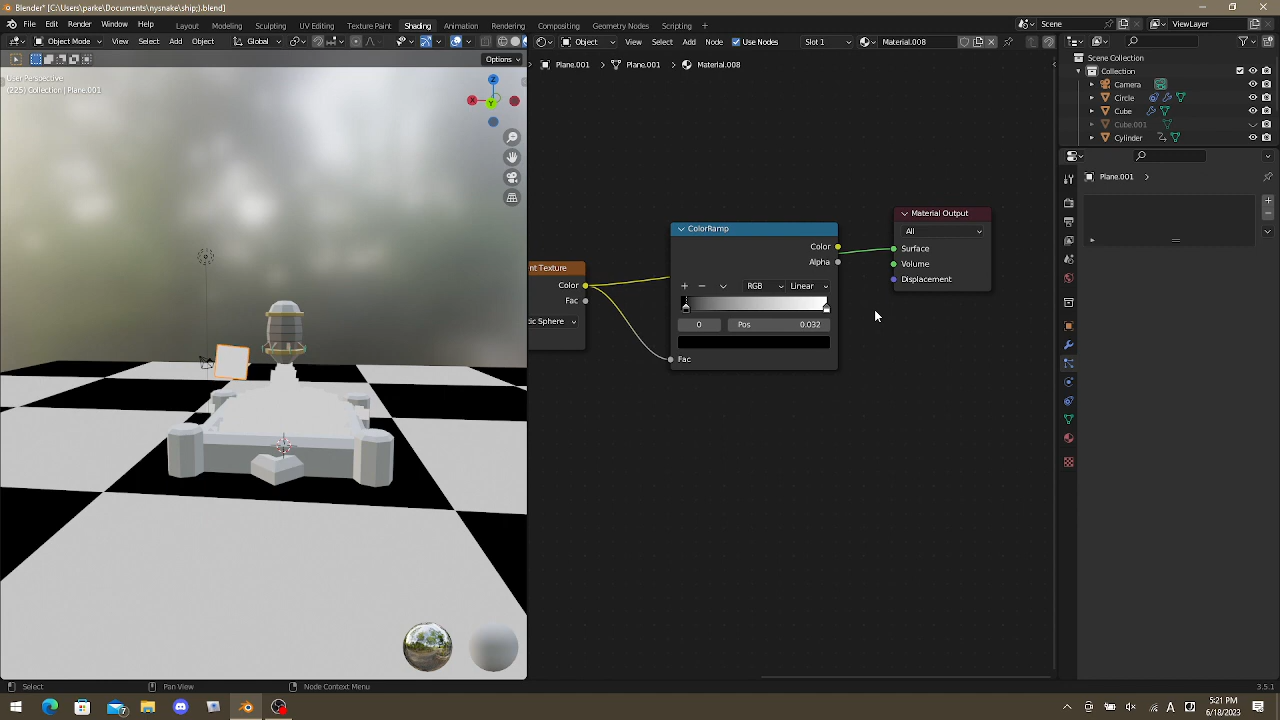 Blender* [C:\Users\parke\Documents\nysnake\ship;).blend]
File Edit Render Window Help Layout Modeling Sculpting UV Editing Texture Paint Shading Animation Rendering Compositing Geometry Nodes Scripting + Scene ViewLayer
Object Mode View Select Add Object Global Object View Select Add Node Use Nodes Slot 1 Material.008
Options
Plane.001 > Plane.001 > Material.008
Scene Collection
Collection
Camera
Circle
Cube
Cube.001
Cylinder
User Perspective
(225) Collection | Plane.001
Z
X
Y
Plane.001
nt Texture
Color
Fac
tic Sphere
ColorRamp
Color
Alpha
RGB Linear
0 Pos 0.032
Fac
Material Output
All
Surface
Volume
Displacement
Select Pan View Node Context Menu 3.5.1
7
A
5:21 PM
6/18/2023